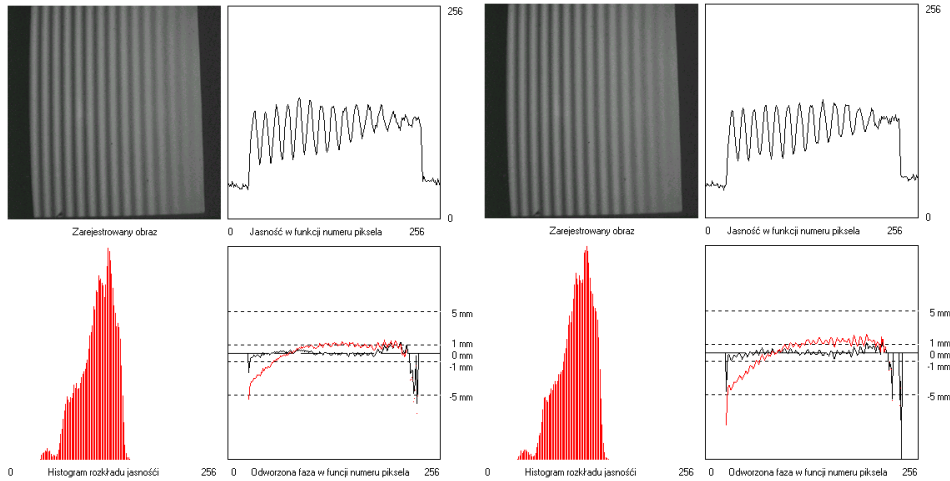 256
256
0
0
Zarejestrowany obraz
0
Jasność w funkcji numeru piksela
256
Zarejestrowany obraz
0
Jasność w funkcji numeru piksela
256
5 mm
1 mm
0 mm
-1 mm
-5 mm
5 mm
1 mm
0 mm
-1 mm
-5 mm
0
Histogram rozkładu jasnośći
256
0
Odworzona faza w funcji numeru piksela
256
0
Histogram rozkładu jasnośći
256
0
Odworzona faza w funcji numeru piksela
256